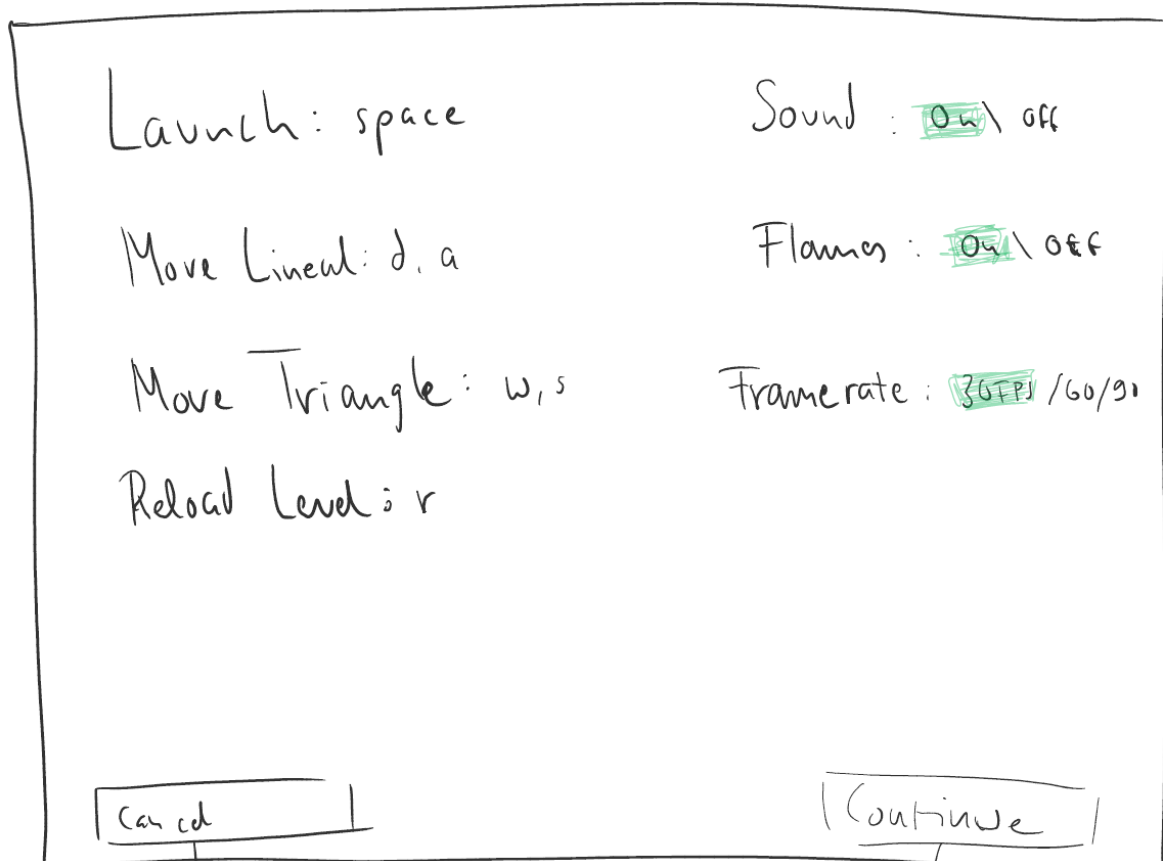 Launch: space
Sound : On \ off
Move Lineal: d, a
Flames : On \ Off
Move Triangle: w, s
Framerate : 30FPS /60/90
Reload Level: r
Cancel
Continue